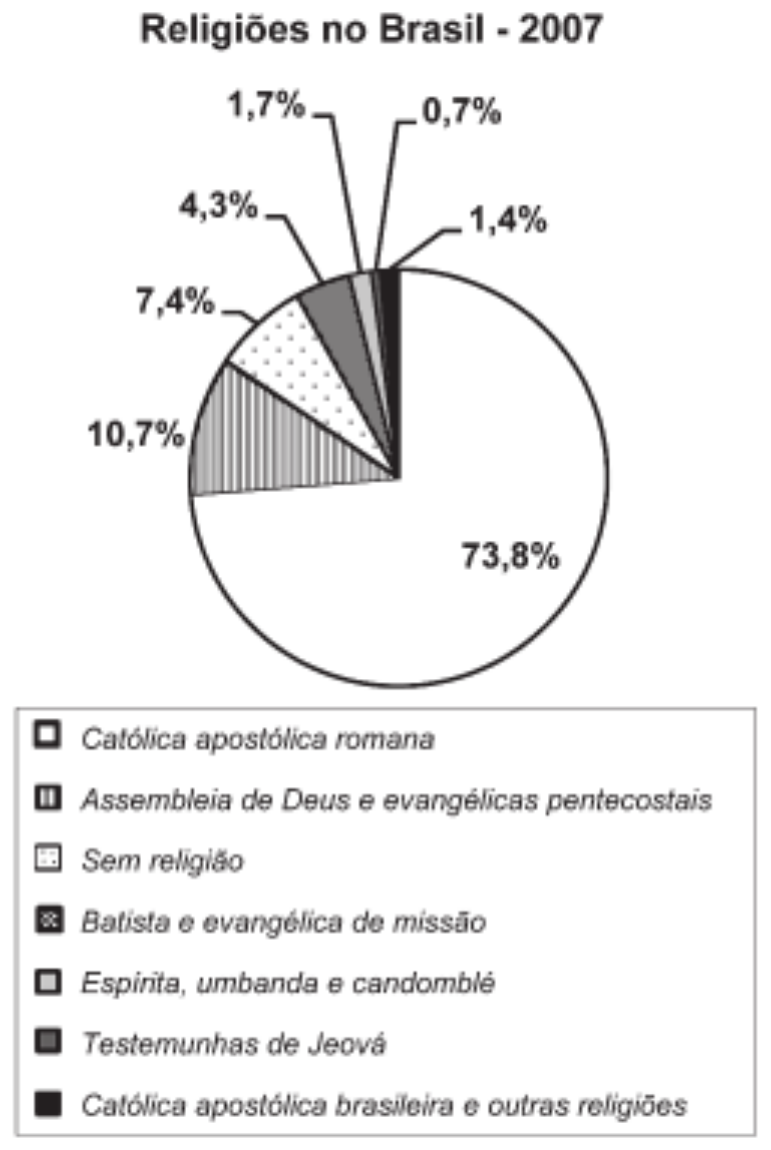 Religiões no Brasil - 2007
1,7%
0,7%
4,3%
1,4%
7,4%
10,7%
73,8%
Católica apostólica romana
Assembleia de Deus e evangélicas pentecostais
Sem religião
Batista e evangélica de missão
Espírita, umbanda e candomblé
Testemunhas de Jeová
Católica apostólica brasileira e outras religiões